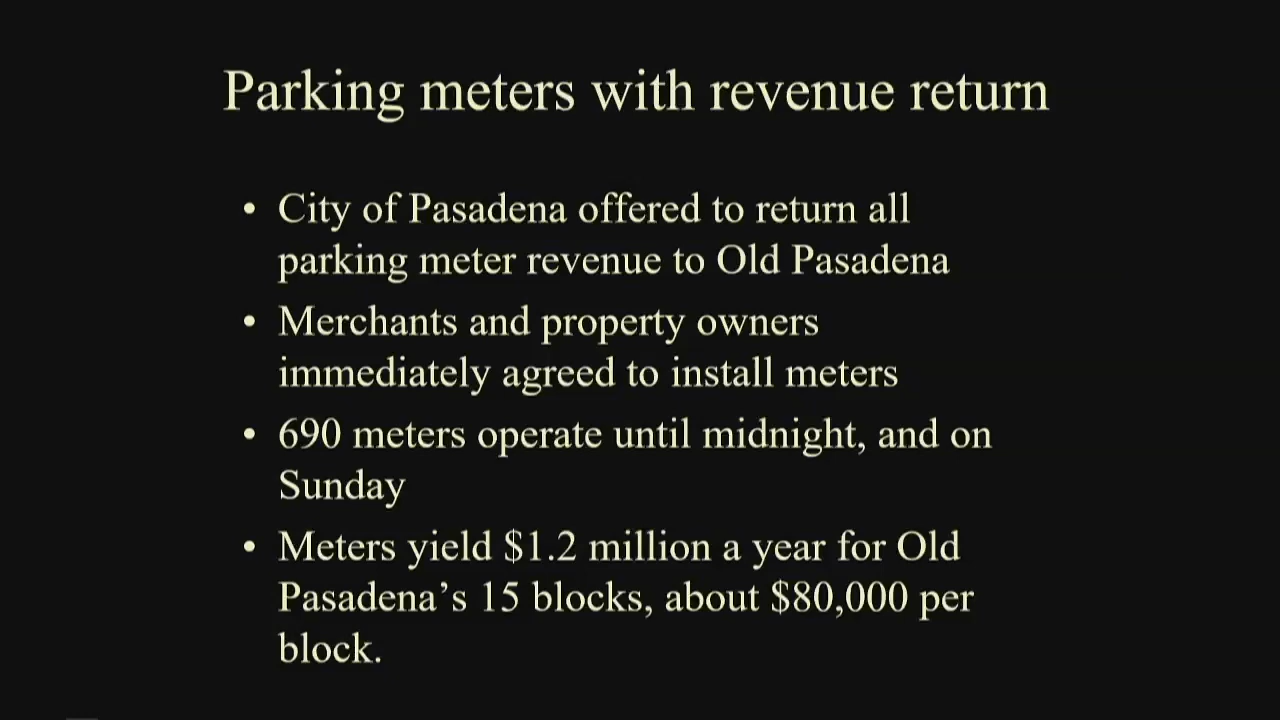 Parking meters with revenue return
• City of Pasadena offered to return all
parking meter revenue to Old Pasadena
• Merchants and property owners
immediately agreed to install meters
• 690 meters operate until midnight, and on
Sunday
• Meters yield $1.2 million a year for Old
Pasadena’s 15 blocks, about $80,000 per
block.